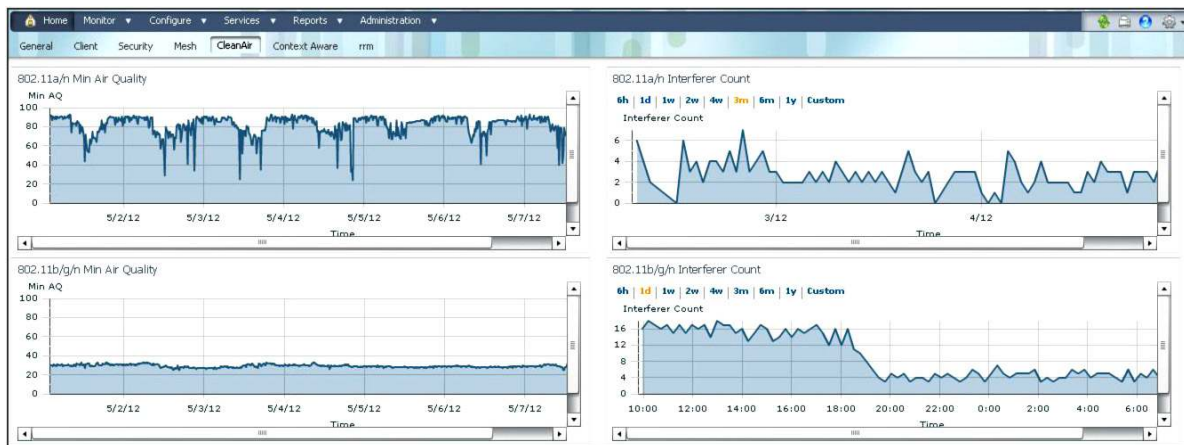 Home Monitor Configure Services Reports Administration
General Client Security Mesh CleanAir Context Aware rrm
802.11a/n Min Air Quality
Min AQ
100
80
60
40
20
0
5/2/12 5/3/12 5/4/12 5/5/12 5/6/12 5/7/12
Time
802.11a/n Interferer Count
6h | 1d | 1w | 2w | 4w | 3m | 6m | 1y | Custom
Interferer Count
6
4
2
0
3/12 4/12
Time
802.11b/g/n Min Air Quality
Min AQ
100
80
60
40
20
0
5/2/12 5/3/12 5/4/12 5/5/12 5/6/12 5/7/12
Time
802.11b/g/n Interferer Count
6h | 1d | 1w | 2w | 4w | 3m | 6m | 1y | Custom
Interferer Count
16
12
8
4
0
10:00 12:00 14:00 16:00 18:00 20:00 22:00 0:00 2:00 4:00 6:00
Time